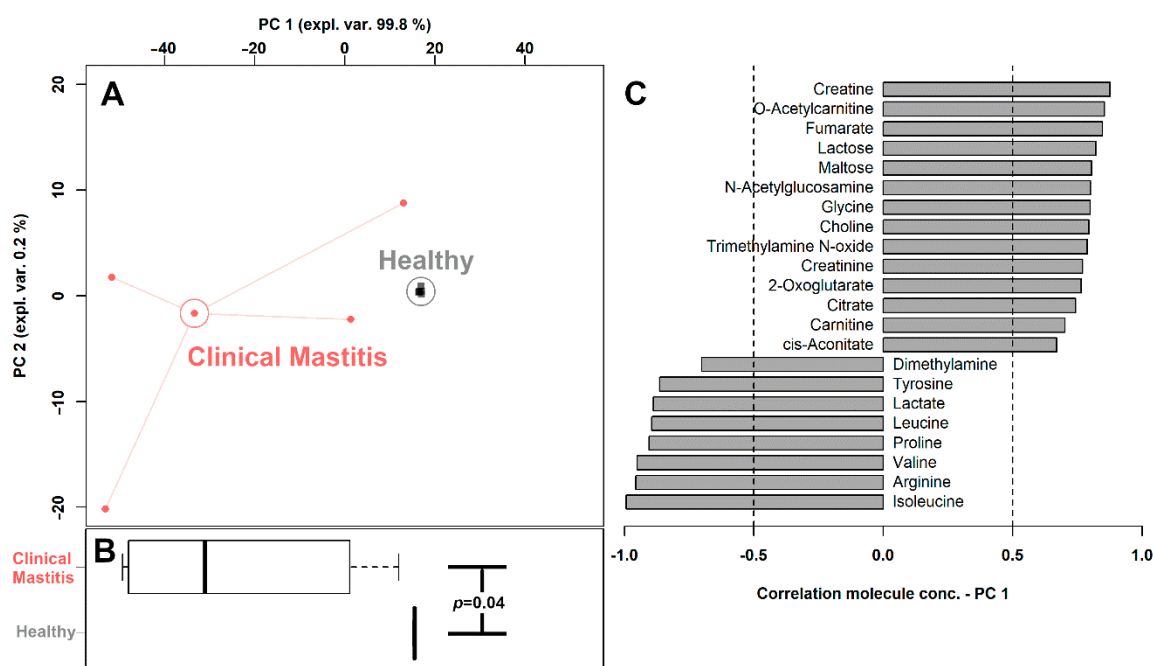 PC 1 (expl. var. 99.8 %)
−40 −20 0 20 40
A
PC 2 (expl. var. 0.2 %)
20
10
0
-10
-20
Healthy
Clinical Mastitis
B
Clinical
Mastitis
Healthy
p=0.04
C
Creatine
O-Acetylcarnitine
Fumarate
Lactose
Maltose
N-Acetylglucosamine
Glycine
Choline
Trimethylamine N-oxide
Creatinine
2-Oxoglutarate
Citrate
Carnitine
cis-Aconitate
Dimethylamine
Tyrosine
Lactate
Leucine
Proline
Valine
Arginine
Isoleucine
-1.0 -0.5 0.0 0.5 1.0
Correlation molecule conc. - PC 1